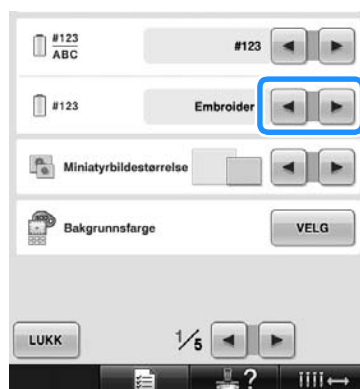 #123
ABC
#123
#123
Embroider
Miniatyrbildestørrelse
Bakgrunnsfarge
VELG
LUKK
1/5
?